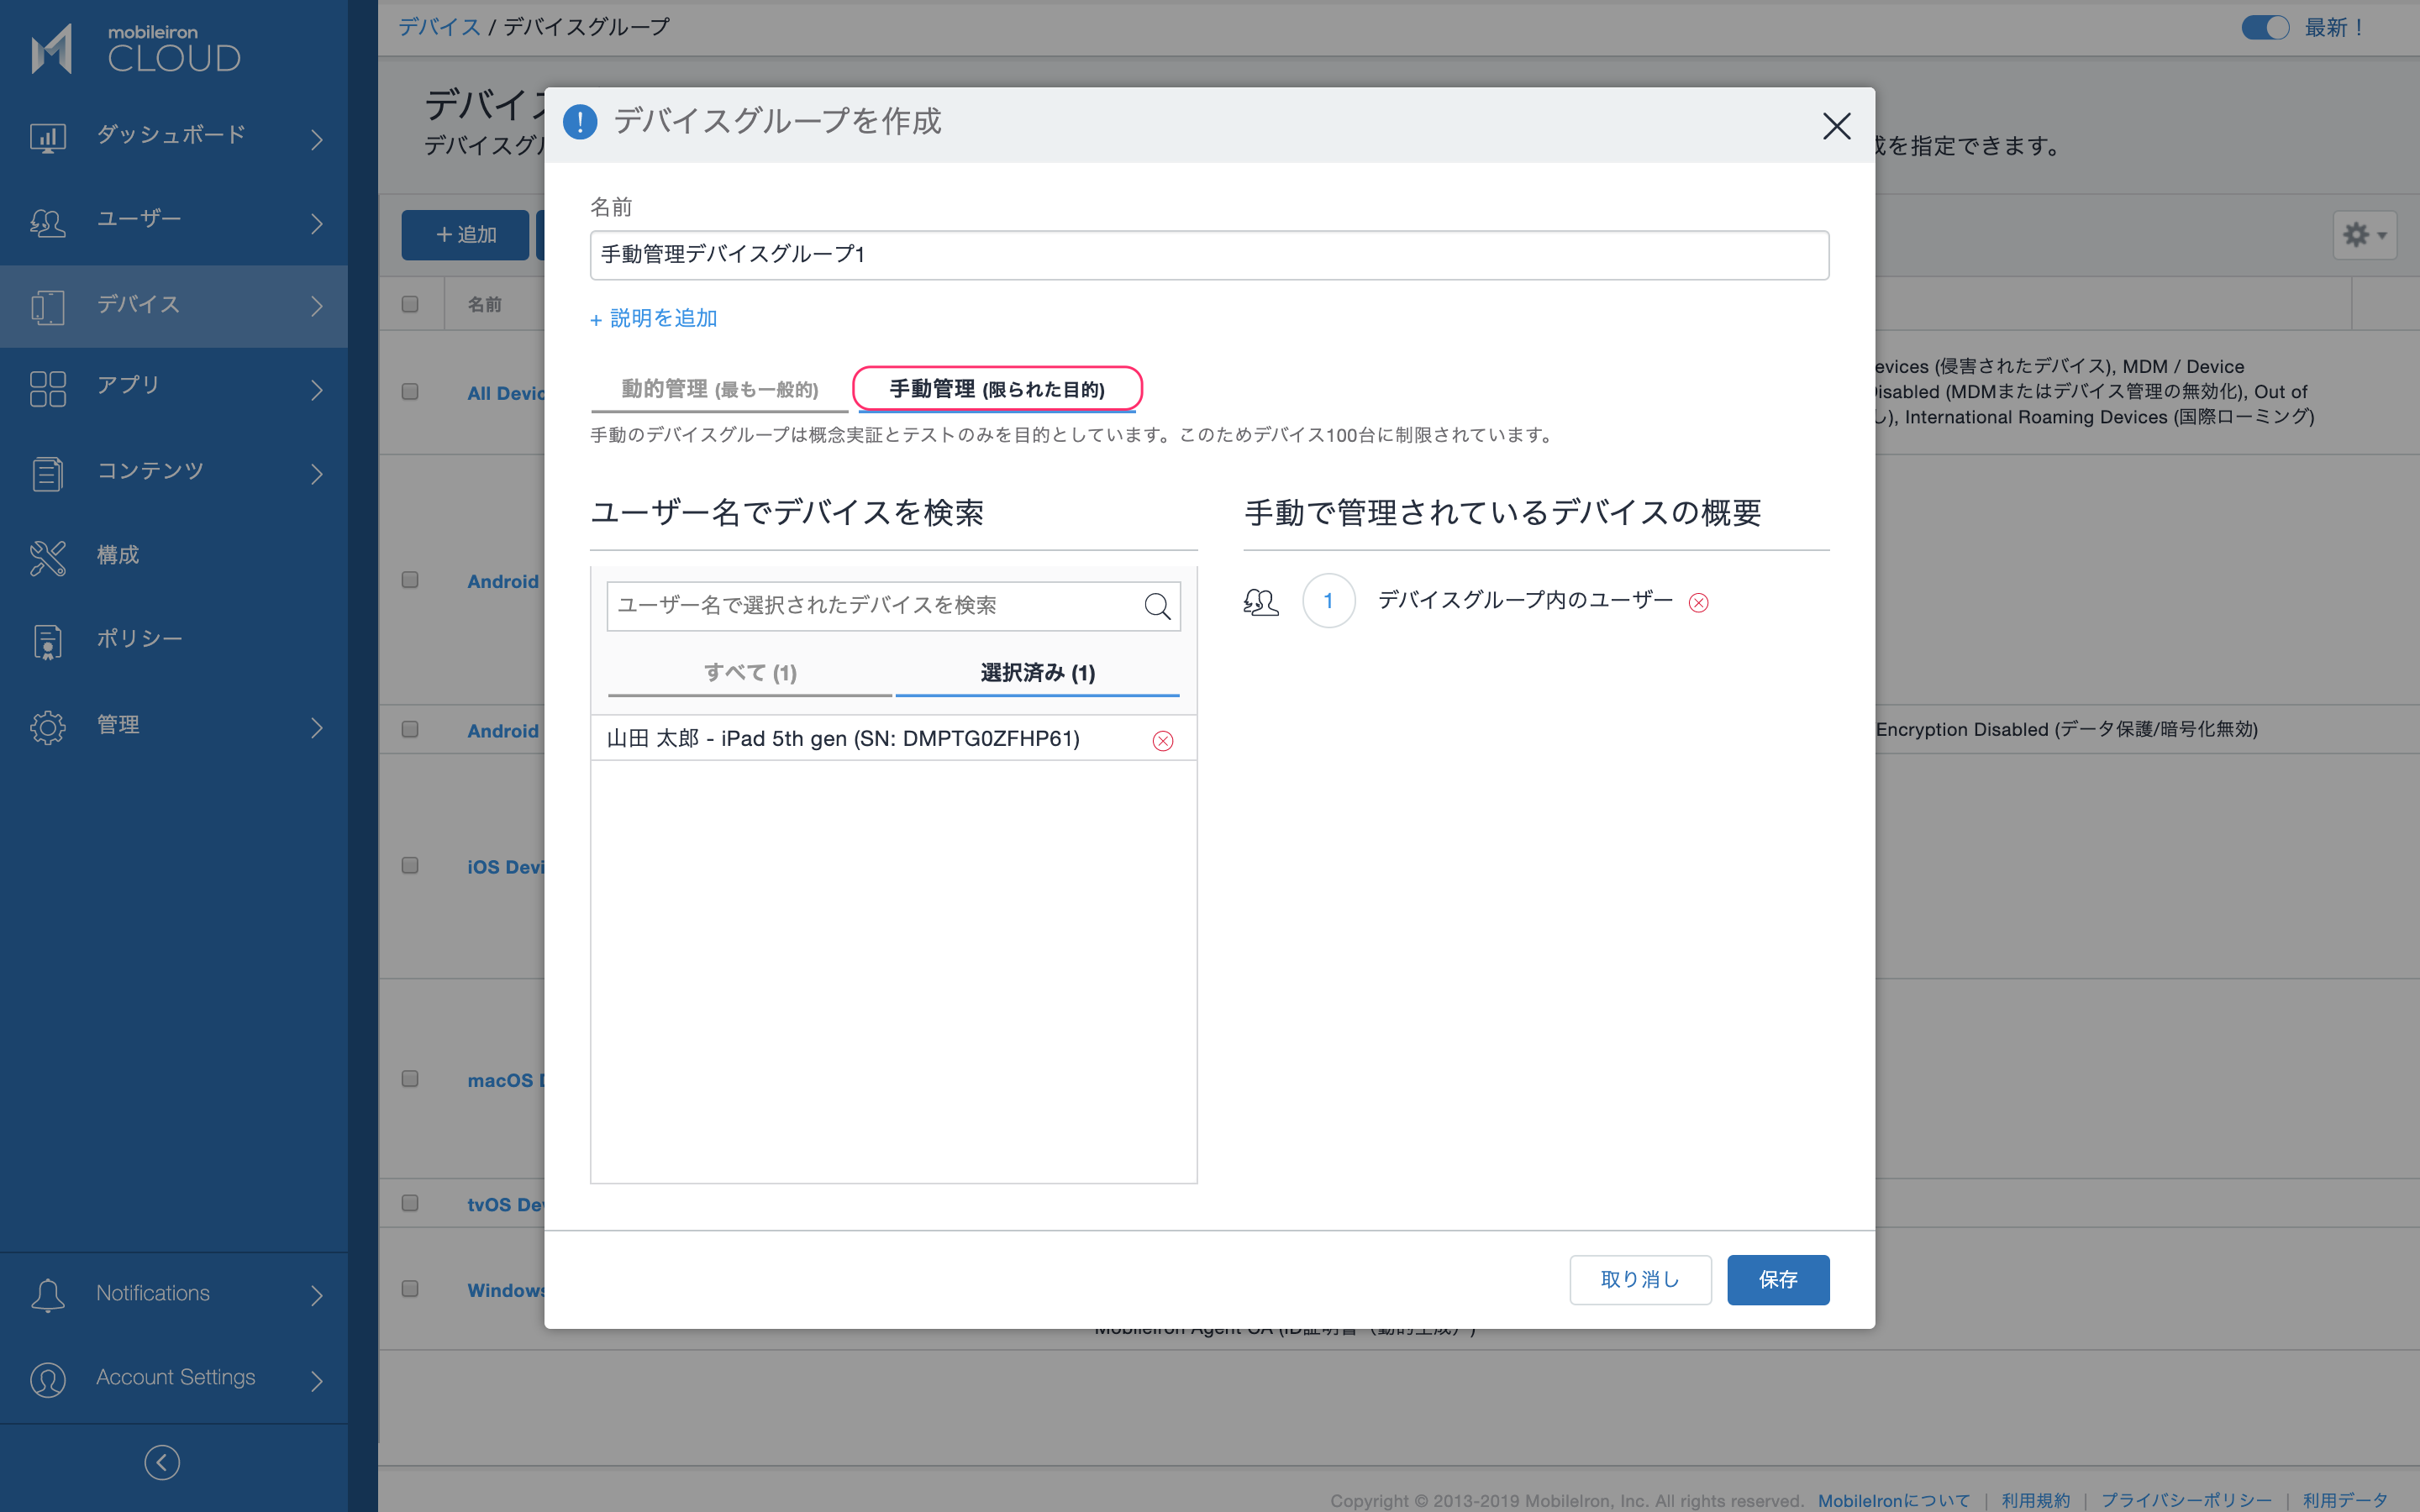 mobileiron
CLOUD
ダッシュボード
ユーザー
デバイス
アプリ
コンテンツ
構成
ポリシー
管理
Notifications
Account Settings
デバイス / デバイスグループ
最新！
デバイス
デバイスグル
成を指定できます。
+ 追加
名前
All Devic
evices (侵害されたデバイス), MDM / Device
isabled (MDMまたはデバイス管理の無効化), Out of
し), International Roaming Devices (国際ローミング)
Android
Android
Encryption Disabled (データ保護/暗号化無効)
iOS Devi
macOS D
tvOS Dev
Windows
MobileIron Agent CA (ID証明書（動的生成）)
デバイスグループを作成
名前
手動管理デバイスグループ1
+ 説明を追加
動的管理 (最も一般的)
手動管理 (限られた目的)
手動のデバイスグループは概念実証とテストのみを目的としています。このためデバイス100台に制限されています。
ユーザー名でデバイスを検索
ユーザー名で選択されたデバイスを検索
すべて (1)
選択済み (1)
山田 太郎 - iPad 5th gen (SN: DMPTG0ZFHP61)
手動で管理されているデバイスの概要
1 デバイスグループ内のユーザー
取り消し
保存
Copyright © 2013-2019 MobileIron, Inc. All rights reserved. MobileIronについて | 利用規約 | プライバシーポリシー | 利用データ